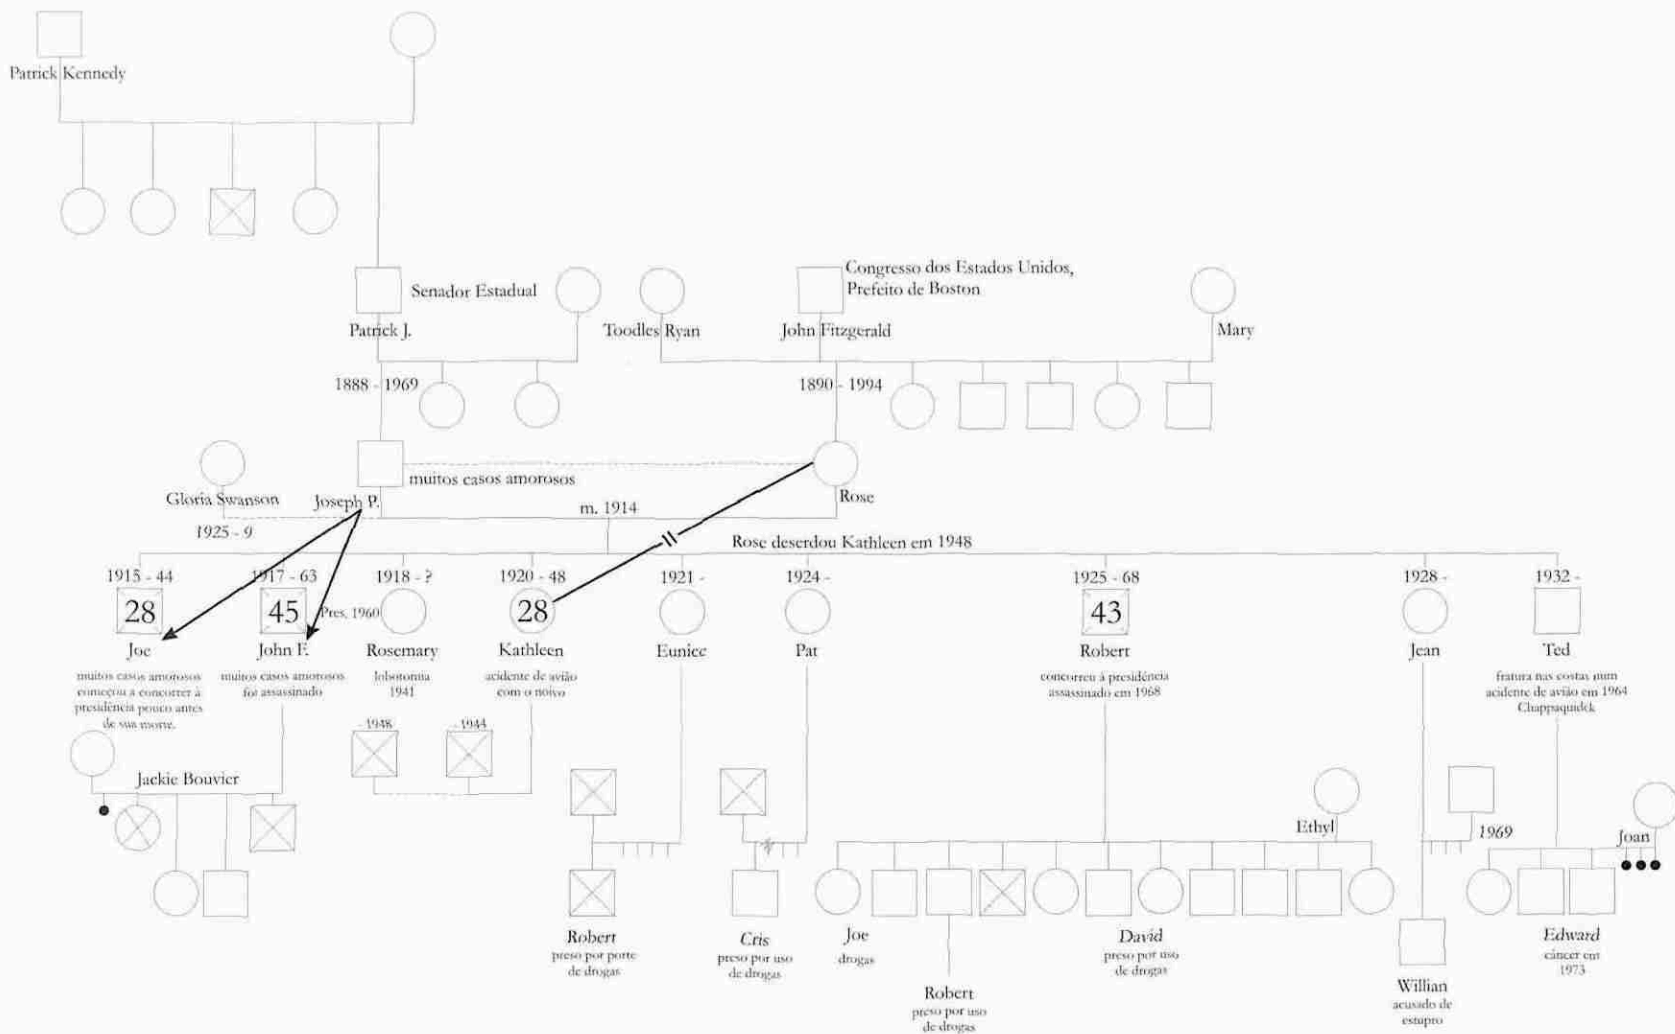 Patrick Kennedy
Senador Estadual
Congresso dos Estados Unidos,
Prefeito de Boston
Patrick J.
Toodles Ryan
John Fitzgerald
Mary
1888 - 1969
1890 - 1994
muitos casos amorosos
Gloria Swanson
Joseph P.
Rose
m. 1914
1925 - 9
Rose deserdou Kathleen em 1948
1915 - 44
1917 - 63
1918 - ?
1920 - 48
1921 -
1924 -
1925 - 68
1928 -
1932 -
28
45
Pres. 1960
28
43
Joe
John F.
Rosemary
Kathleen
Eunice
Pat
Robert
Jean
Ted
muitos casos amorosos
começou a concorrer à
presidência pouco antes
de sua morte.
muitos casos amorosos
foi assassinado
lobotomia
1941
acidente de avião
com o noivo
concorreu à presidência
assassinado em 1968
fratura nas costas num
acidente de avião em 1964
Chappaquidck
- 1948
- 1944
Jackie Bouvier
Ethyl
1969
Joan
Robert
preso por porte
de drogas
Cris
preso por uso
de drogas
Joe
drogas
Robert
preso por uso
de drogas
David
preso por uso
de drogas
Willian
acusado de
estupro
Edward
câncer em
1973